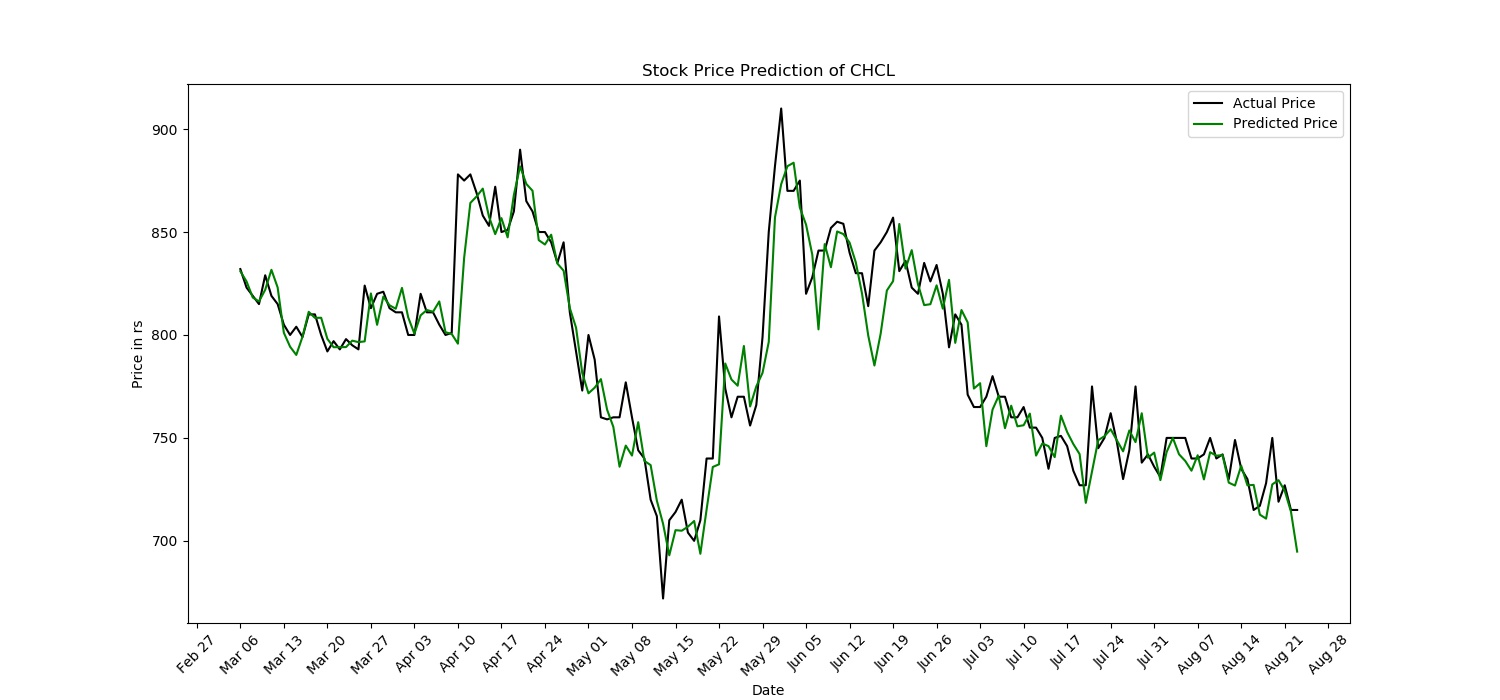 Stock Price Prediction of CHCL
Actual Price
Predicted Price
Price in rs
900
850
800
750
700
Feb 27
Mar 06
Mar 13
Mar 20
Mar 27
Apr 03
Apr 10
Apr 17
Apr 24
May 01
May 08
May 15
May 22
May 29
Jun 05
Jun 12
Jun 19
Jun 26
Jul 03
Jul 10
Jul 17
Jul 24
Jul 31
Aug 07
Aug 14
Aug 21
Aug 28
Date